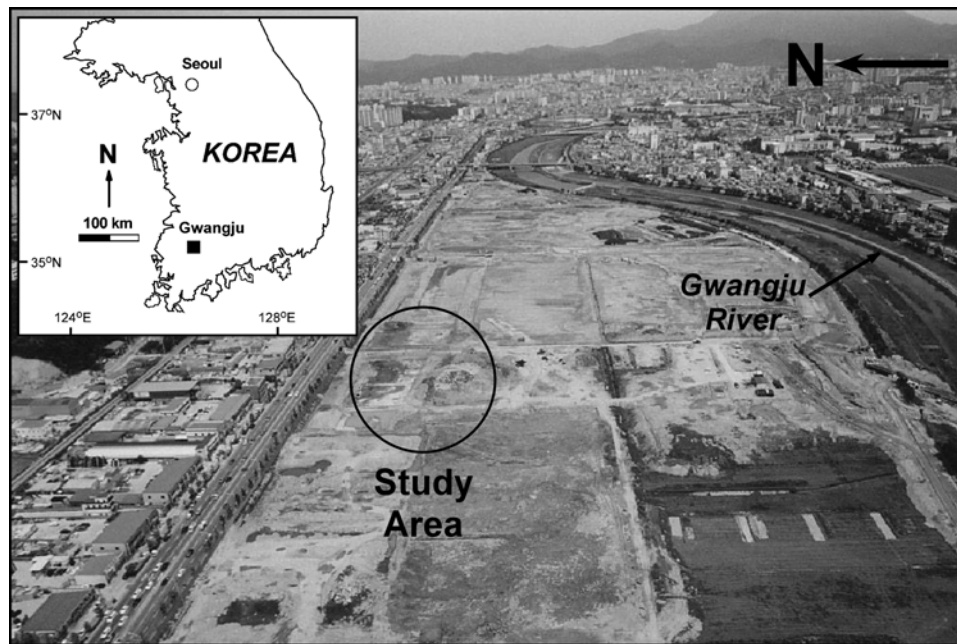 Seoul
37°N
KOREA
N
100 km
Gwangju
35°N
124°E
128°E
N
Gwangju
River
Study
Area